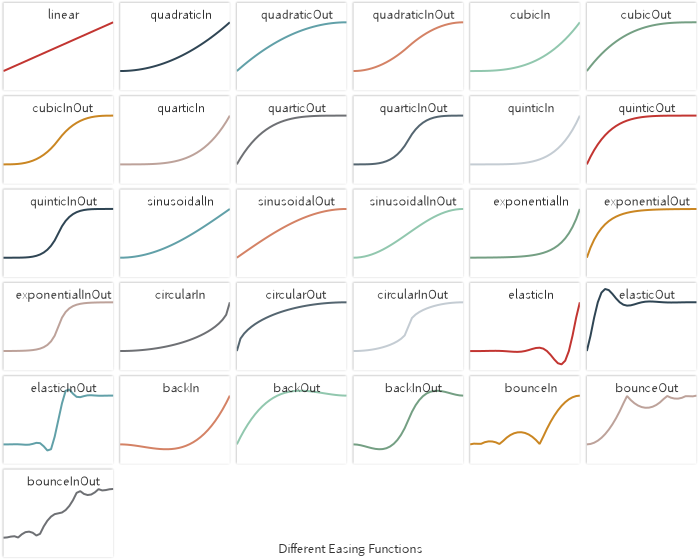 linear
quadraticIn
quadraticOut
quadraticInOut
cubicIn
cubicOut
cubicInOut
quarticIn
quarticOut
quarticInOut
quinticIn
quinticOut
quinticInOut
sinusoidalIn
sinusoidalOut
sinusoidalInOut
exponentialIn
exponentialOut
exponentialInOut
circularIn
circularOut
circularInOut
elasticIn
elasticOut
elasticInOut
backIn
backOut
backInOut
bounceIn
bounceOut
bounceInOut
Different Easing Functions